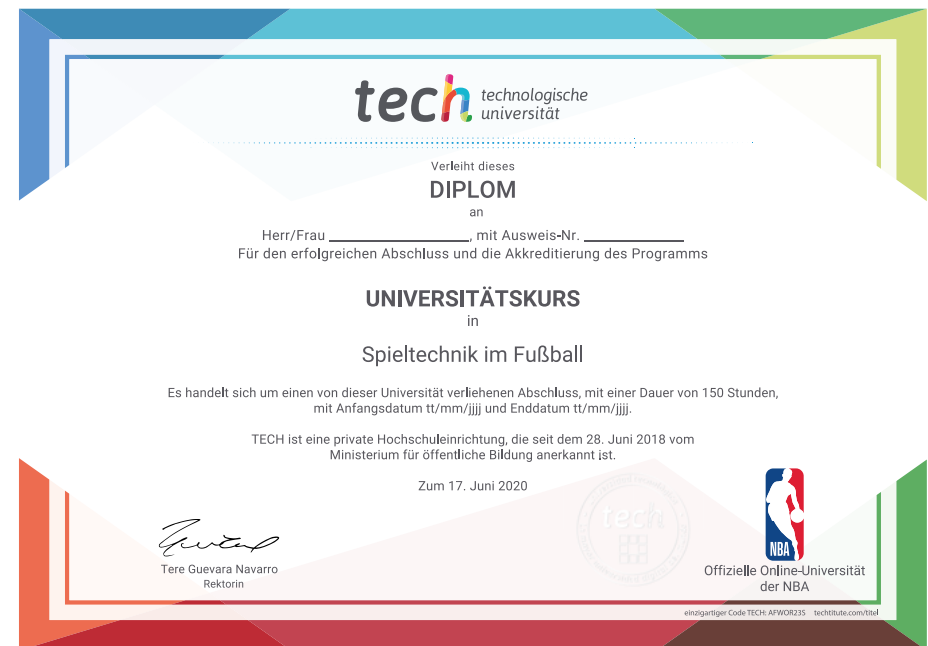 tech technologische
universität
Verleiht dieses
DIPLOM
an
Herr/Frau ____________________, mit Ausweis-Nr. ______________
Für den erfolgreichen Abschluss und die Akkreditierung des Programms
UNIVERSITÄTSKURS
in
Spieltechnik im Fußball
Es handelt sich um einen von dieser Universität verliehenen Abschluss, mit einer Dauer von 150 Stunden,
mit Anfangsdatum tt/mm/jjjj und Enddatum tt/mm/jjjj.
TECH ist eine private Hochschuleinrichtung, die seit dem 28. Juni 2018 vom
Ministerium für öffentliche Bildung anerkannt ist.
Zum 17. Juni 2020
tech
NBA
Tere Guevara Navarro
Rektorin
Offizielle Online-Universität
der NBA
einzigartiger Code TECH: AFWOR23S techtitute.com/titel